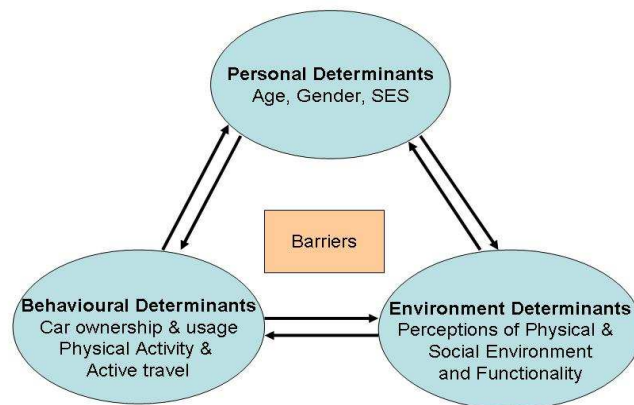 Personal Determinants
Age, Gender, SES
Barriers
Behavioural Determinants
Car ownership & usage
Physical Activity &
Active travel
Environment Determinants
Perceptions of Physical &
Social Environment
and Functionality